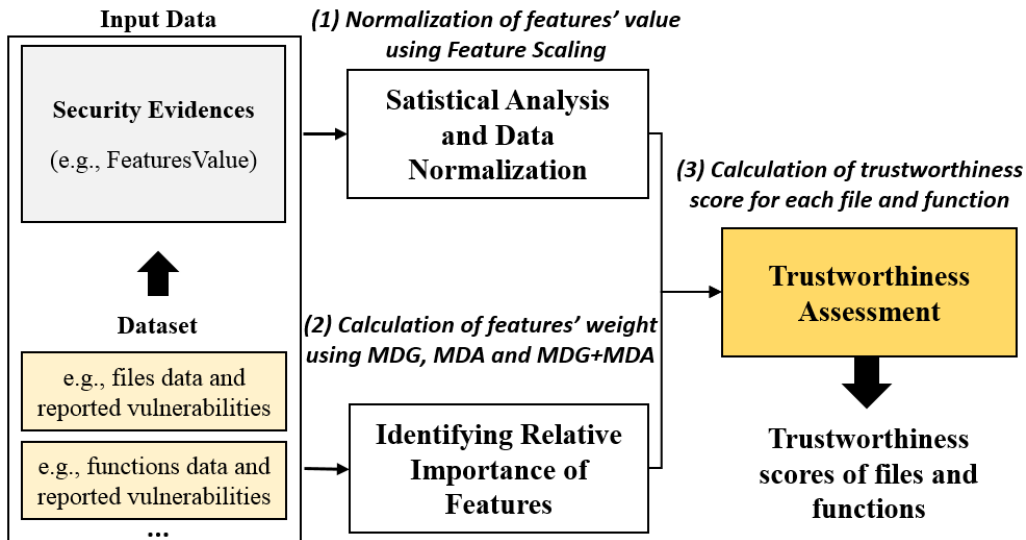 Input Data
Security Evidences
(e.g., FeaturesValue)
Dataset
e.g., files data and
reported vulnerabilities
e.g., functions data and
reported vulnerabilities
...
(1) Normalization of features’ value
using Feature Scaling
Satistical Analysis
and Data
Normalization
(2) Calculation of features’ weight
using MDG, MDA and MDG+MDA
Identifying Relative
Importance of
Features
(3) Calculation of trustworthiness
score for each file and function
Trustworthiness
Assessment
Trustworthiness
scores of files and
functions